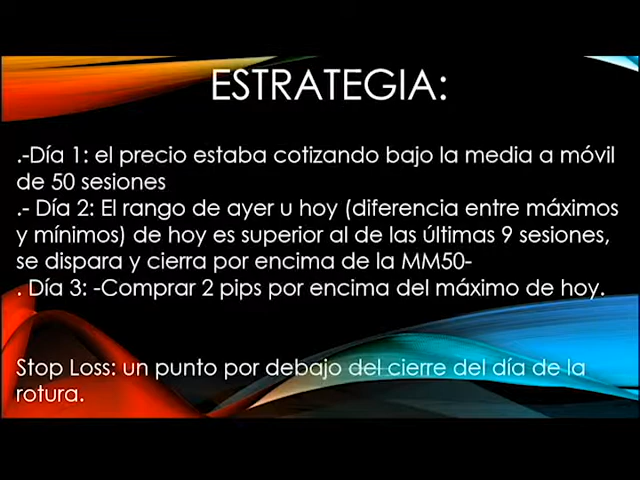 ESTRATEGIA:
.-Día 1: el precio estaba cotizando bajo la media a móvil
de 50 sesiones
.- Día 2: El rango de ayer u hoy (diferencia entre máximos
y mínimos) de hoy es superior al de las últimas 9 sesiones,
se dispara y cierra por encima de la MM50-
. Día 3: -Comprar 2 pips por encima del máximo de hoy.
Stop Loss: un punto por debajo del cierre del día de la
rotura.